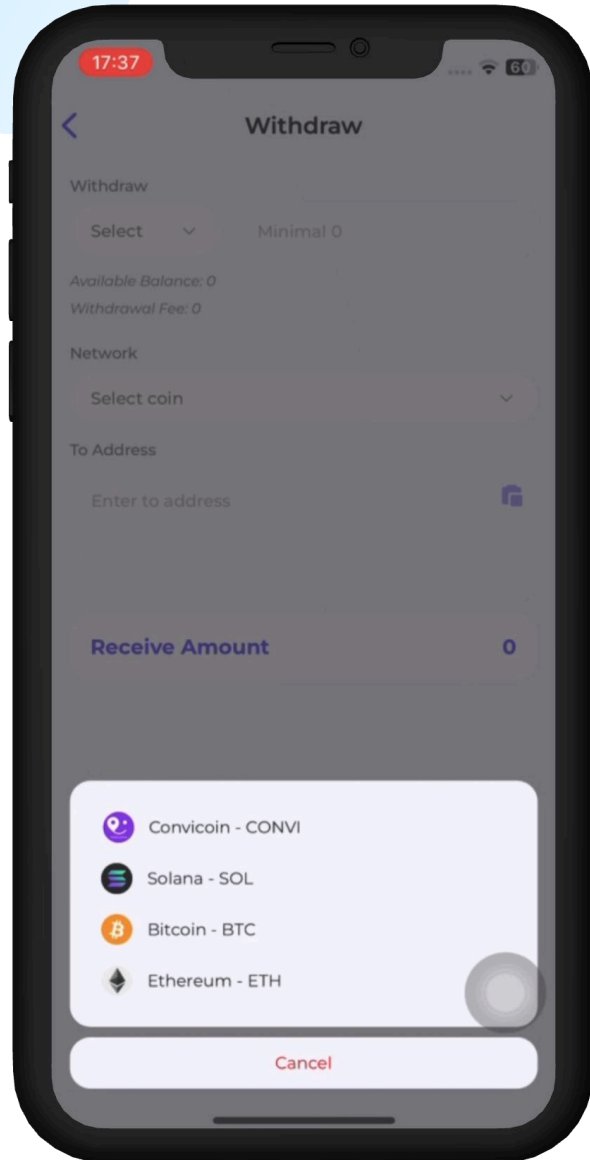 17:37
60
Withdraw
Withdraw
Select Minimal 0
Available Balance: 0
Withdrawal Fee: 0
Network
Select coin
To Address
Enter to address
Receive Amount 0
Convicoin - CONVI
Solana - SOL
Bitcoin - BTC
Ethereum - ETH
Cancel